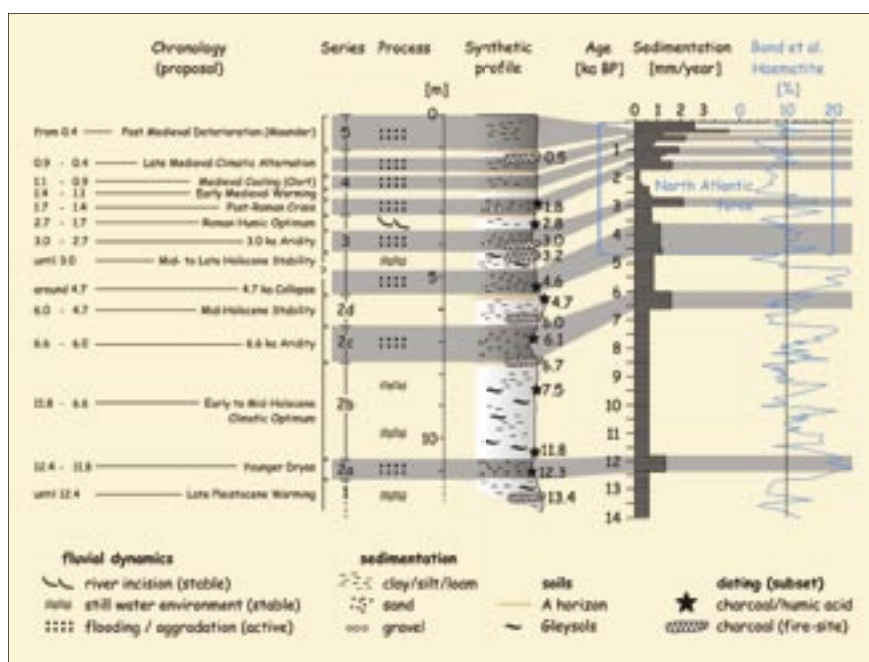 Chronology
(proposal)
Series
Process
Synthetic
profile
[m]
Age
[ka BP]
Sedimentation
[mm/year]
Bond et al.
Haematite
[%]
0 1 2 3
0 10 20
from 0.4 Post Medieval Deterioration (Maunder)
0.9 - 0.4 Late Medieval Climatic Alternation
1.1 - 0.9 Medieval Cooling (Oort)
1.4 - 1.1 Early Medieval Warming
1.7 - 1.4 Post-Roman Crisis
2.7 - 1.7 Roman Humic Optimum
3.0 - 2.7 3.0 ka Aridity
until 3.0 Mid- to Late Holocene Stability
around 4.7 4.7 ka Collapse
6.0 - 4.7 Mid-Holocene Stability
6.6 - 6.0 6.6 ka Aridity
11.8 - 6.6 Early to Mid-Holocene
Climatic Optimum
12.4 - 11.8 Younger Dryas
until 12.4 Late Pleistocene Warming
5
4
3
2d
2c
2b
2a
1
0
5
10
0.5
1.8
2.8
3.0
3.2
4.6
4.7
6.0
6.1
6.7
7.5
11.8
12.3
13.4
1
2
3
4
5
6
7
8
9
10
11
12
13
14
North Atlantic
fluvial dynamics
river incision (stable)
still water environment (stable)
flooding / aggradation (active)
sedimentation
clay/silt/loam
sand
gravel
soils
A horizon
Gleysols
dating (subset)
charcoal/humic acid
charcoal (fire-site)